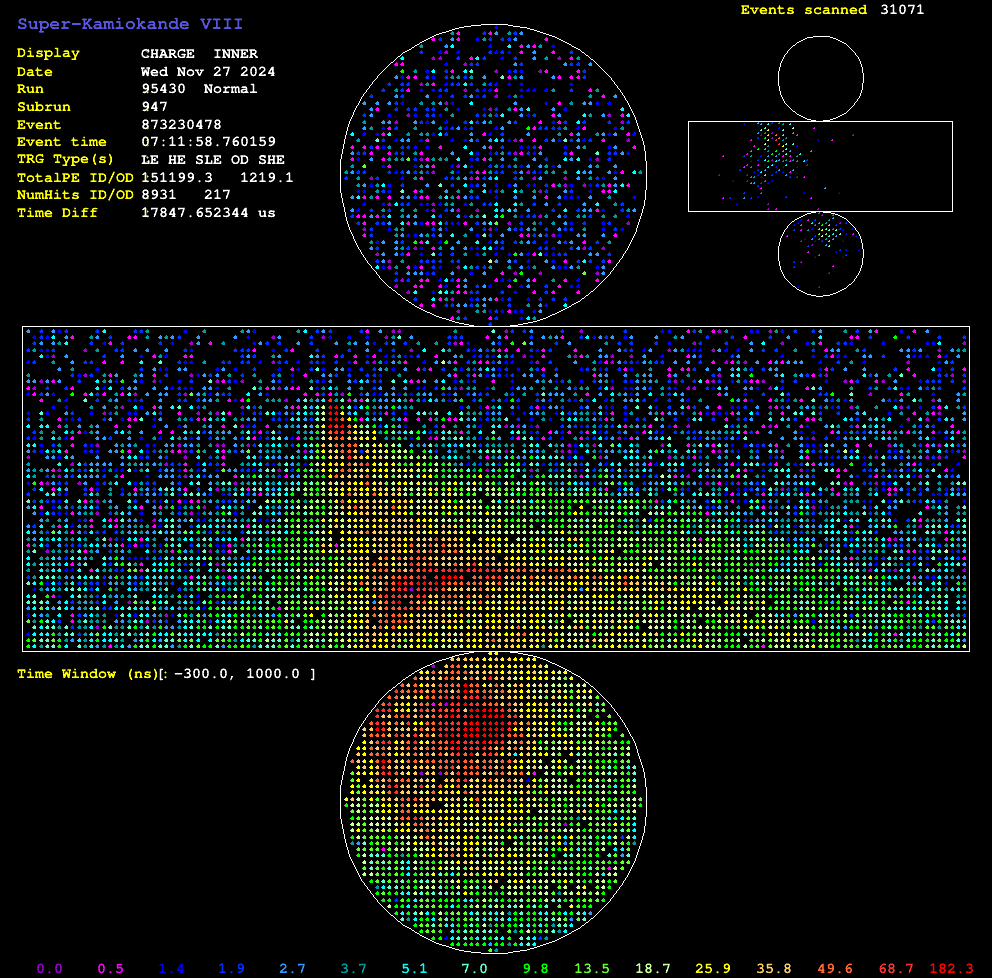 Super-Kamiokande VIII
Events scanned 31071
Display CHARGE INNER
Date Wed Nov 27 2024
Run 95430 Normal
Subrun 947
Event 873230478
Event time 07:11:58.760159
TRG Type(s) LE HE SLE OD SHE
TotalPE ID/OD 151199.3 1219.1
NumHits ID/OD 8931 217
Time Diff 17847.652344 us
Time Window (ns)[: −300.0, 1000.0 ]
0.0 0.5 1.4 1.9 2.7 3.7 5.1 7.0 9.8 13.5 18.7 25.9 35.8 49.6 68.7 182.3